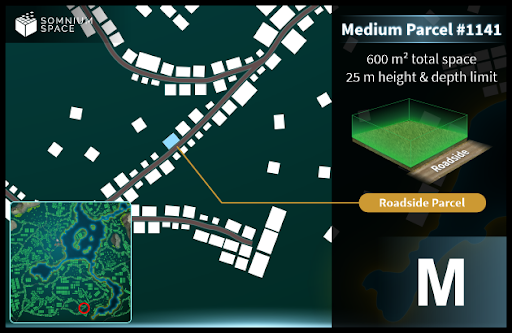 SOMNIUM
SPACE
Medium Parcel #1141
600 m² total space
25 m height & depth limit
Roadside
Roadside Parcel
M